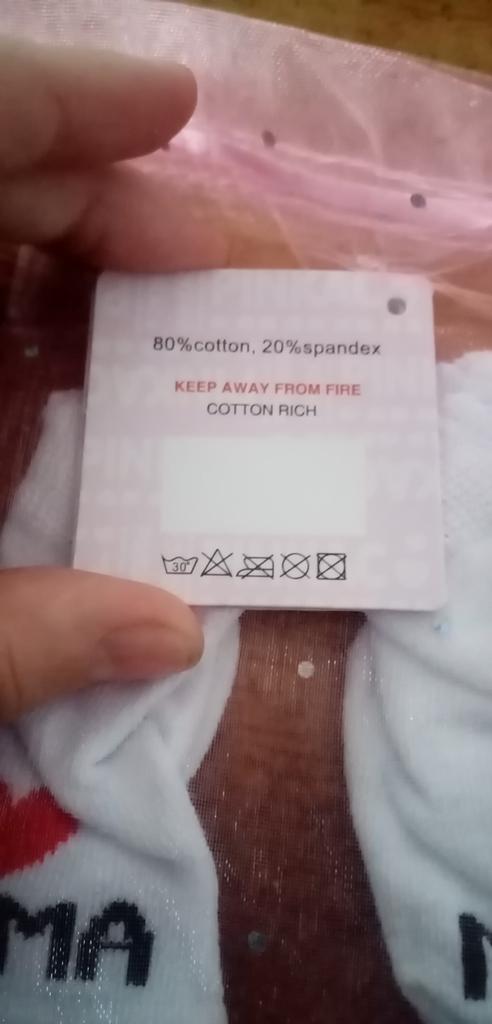 80%cotton, 20%spandex
KEEP AWAY FROM FIRE
COTTON RICH
30°
MA